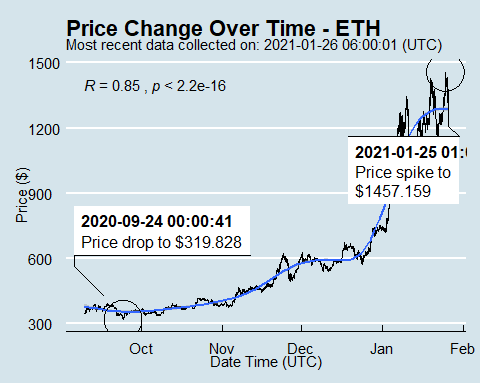 Price Change Over Time - ETH
Most recent data collected on: 2021-01-26 06:00:01 (UTC)
1500
R = 0.85 , p < 2.2e-16
1200
2021-01-25 01:
Price spike to
$1457.159
900
Price ($)
2020-09-24 00:00:41
Price drop to $319.828
600
300
Oct Nov Dec Jan Feb
Date Time (UTC)